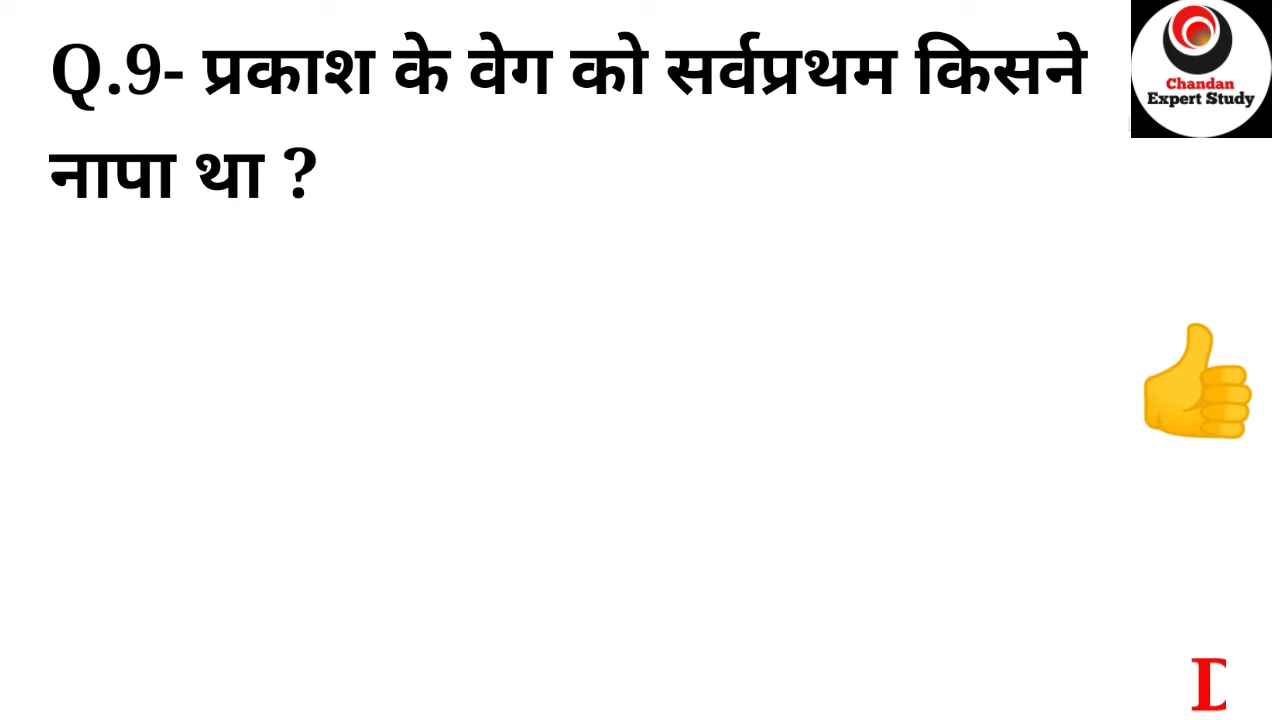 Q.9- प्रकाश के वेग को सर्वप्रथम किसने
नापा था ?
Chandan
Expert Study